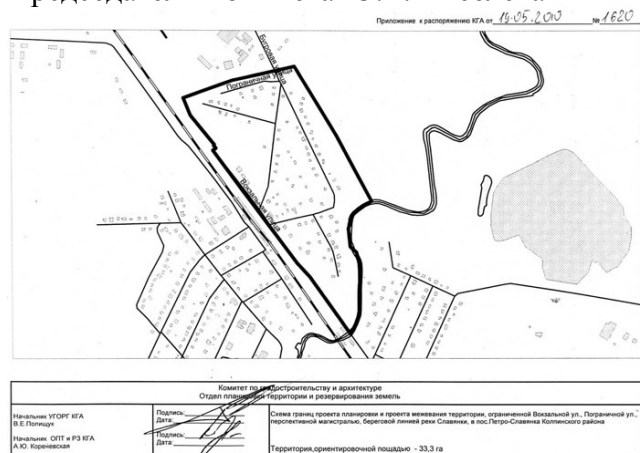 Приложение к распоряжению КГА от 19.05.2010 № 1620
Бугровая улица
Пограничная улица
Вокзальная улица
Комитет по градостроительству и архитектуре
Отдел планировки территории и резервирования земель
Начальник УГОРГ КГА
В.Е.Полищук
Подпись:
Дата:
Начальник ОПТ и РЗ КГА
А.Ю. Кореневская
Подпись:
Дата:
Схема границ проекта планировки и проекта межевания территории, ограниченной Вокзальной ул., Пограничной ул.,
перспективной магистралью, береговой линией реки Славянки, в пос.Петро-Славянка Колпинского района
Территория,ориентировочной пощадью - 33,3 га